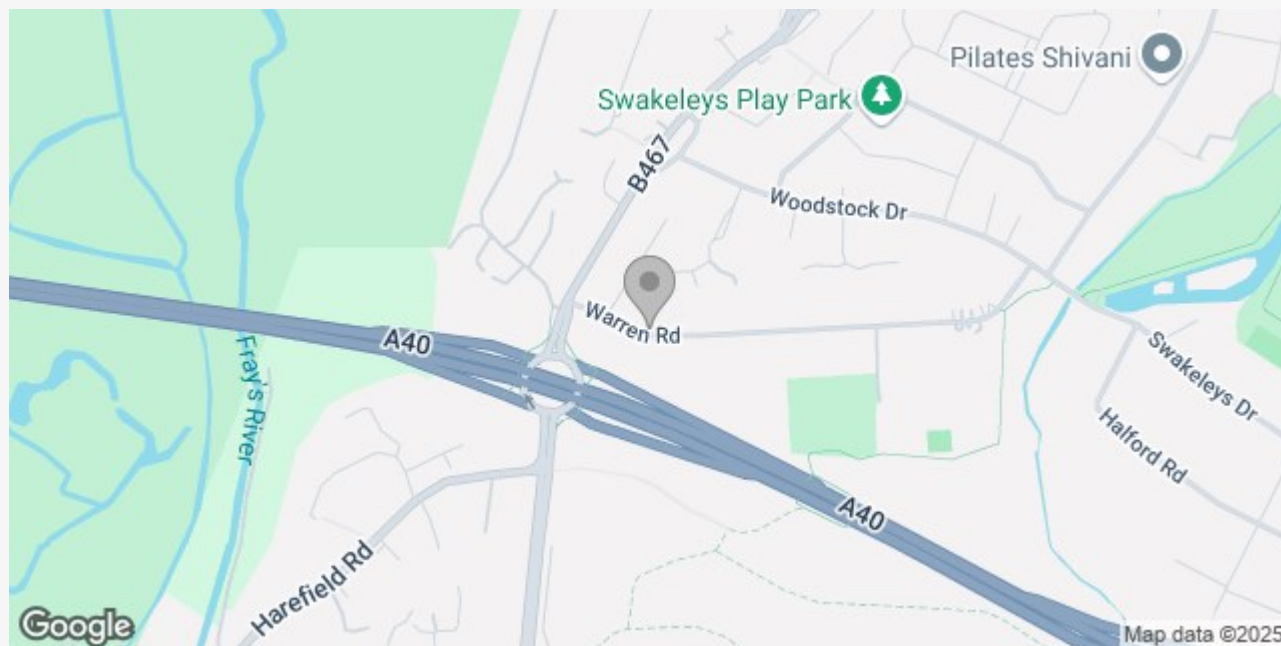 Pilates Shivani
Swakeleys Play Park
B467
Woodstock Dr
Warren Rd
A40
Fray's River
Swakeleys Dr
Halford Rd
A40
Harefield Rd
Google
Map data ©2025